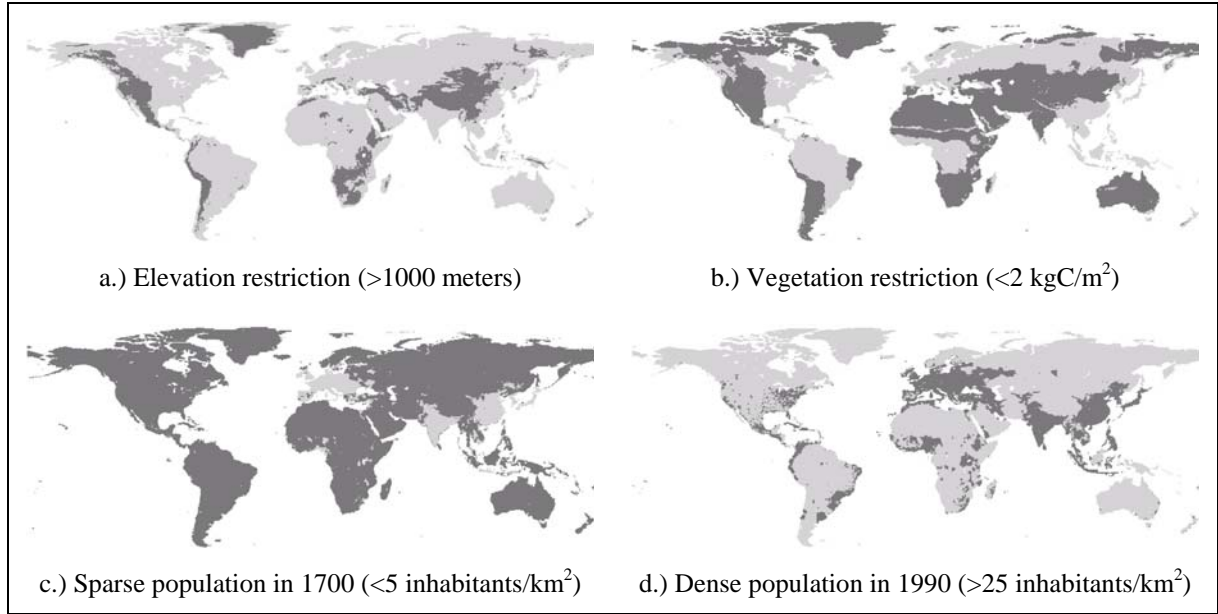 a.) Elevation restriction (>1000 meters)
b.) Vegetation restriction (<2 kgC/m²)
c.) Sparse population in 1700 (<5 inhabitants/km²)
d.) Dense population in 1990 (>25 inhabitants/km²)